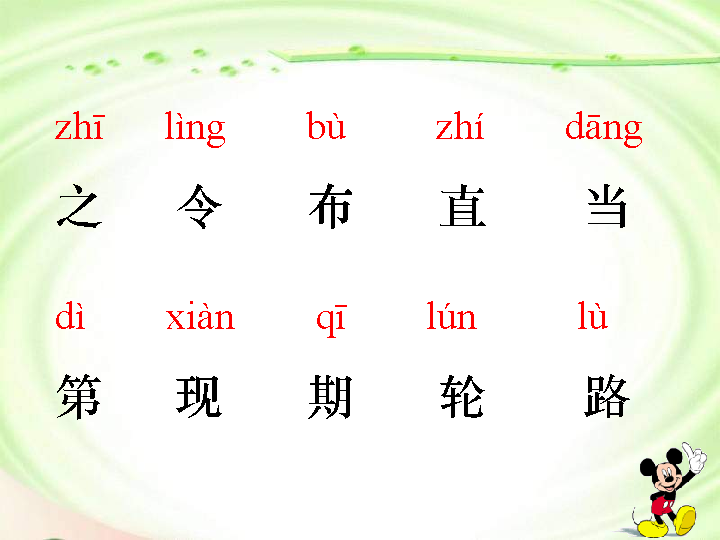 zhī lìng bù zhí dāng
之 令 布 直 当
dì xiàn qī lún lù
第 现 期 轮 路